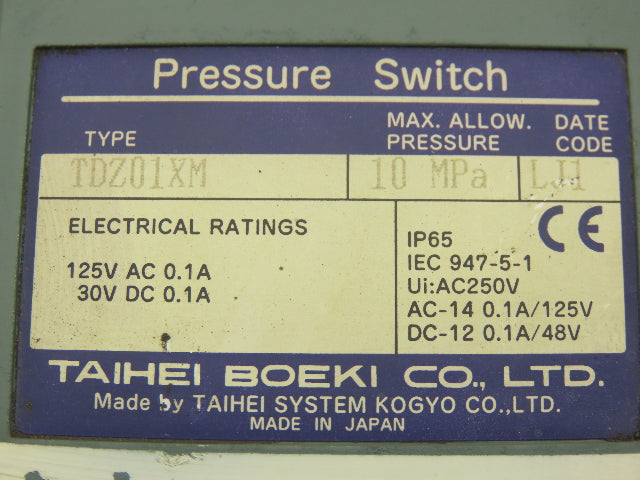 Pressure Switch
TYPE
MAX. ALLOW. PRESSURE
DATE CODE
TDZ01XM
10 MPa
LJ1
ELECTRICAL RATINGS
125V AC 0.1A
30V DC 0.1A
CE
IP65
IEC 947-5-1
Ui:AC250V
AC-14 0.1A/125V
DC-12 0.1A/48V
TAIHEI BOEKI CO., LTD.
Made by TAIHEI SYSTEM KOGYO CO.,LTD.
MADE IN JAPAN